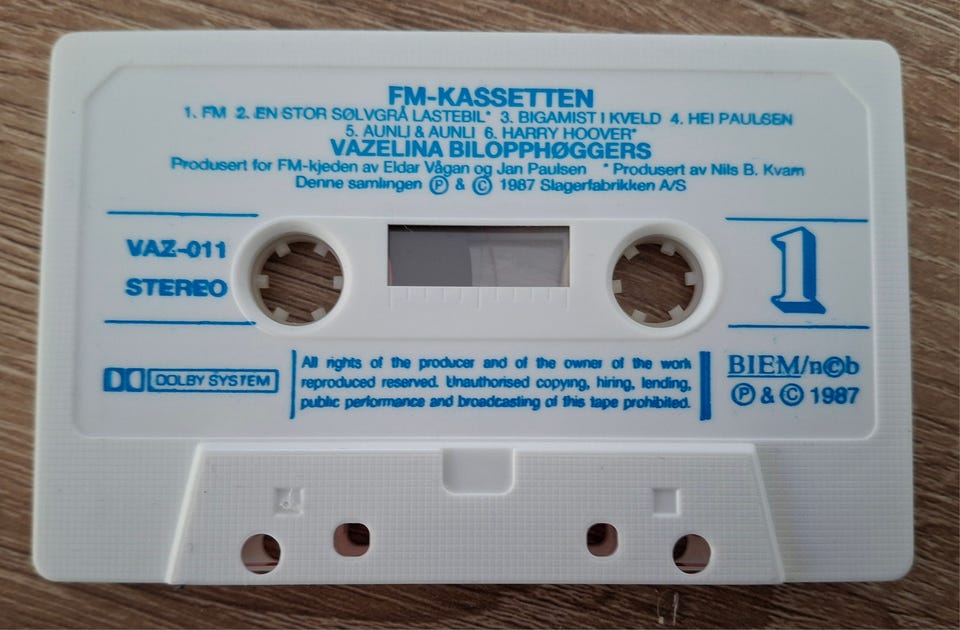 FM-KASSETTEN
1. FM 2. EN STOR SØLVGRÅ LASTEBIL* 3. BIGAMIST I KVELD 4. HEI PAULSEN
5. AUNLI & AUNLI 6. HARRY HOOVER*
VAZELINA BILOPPHØGGERS
Produsert for FM-kjeden av Eldar Vågan og Jan Paulsen * Produsert av Nils B. Kvam
Denne samlingen Ⓟ & © 1987 Slagerfabrikken A/S
VAZ-011
STEREO
1
DOLBY SYSTEM
All rights of the producer and of the owner of the work
reproduced reserved. Unauthorised copying, hiring, lending,
public performance and broadcasting of this tape prohibited.
BIEM/n©b
Ⓟ & © 1987